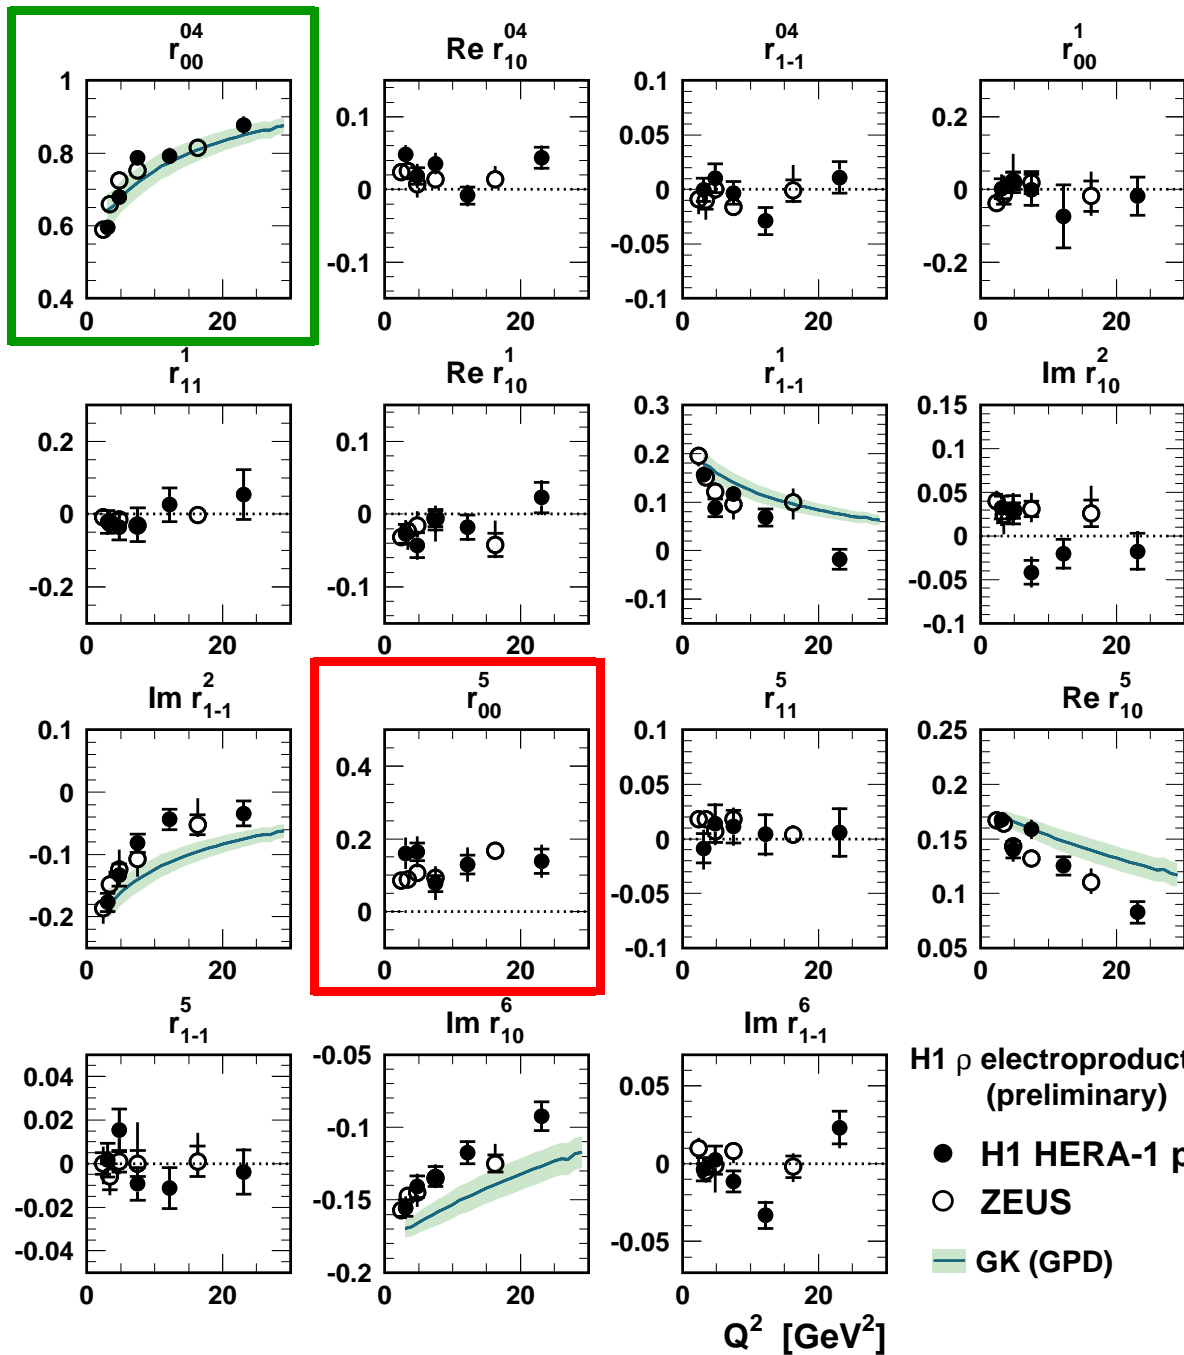 r^04_00 Re r^04_10 r^04_1-1 r^1_00
1 0.8 0.6 0.4 0 20
0.1 0 -0.1 0 20
0.1 0.05 0 -0.05 -0.1 0 20
0.2 0 -0.2 0 20
r^1_11 Re r^1_10 r^1_1-1 Im r^2_10
0.2 0 -0.2 0 20
0.1 0 -0.1 0 20
0.3 0.2 0.1 0 -0.1 0 20
0.15 0.1 0.05 0 -0.05 -0.1 0 20
Im r^2_1-1 r^5_00 r^5_11 Re r^5_10
0.1 0 -0.1 -0.2 0 20
0.4 0.2 0 0 20
0.1 0.05 0 -0.05 -0.1 0 20
0.25 0.2 0.15 0.1 0.05 0 20
r^5_1-1 Im r^6_10 Im r^6_1-1
0.04 0.02 0 -0.02 -0.04 0 20
-0.05 -0.1 -0.15 -0.2 0 20
0.05 0 -0.05 0 20
H1 ρ electroproduct
(preliminary)
H1 HERA-1 p
ZEUS
GK (GPD)
Q^2 [GeV^2]